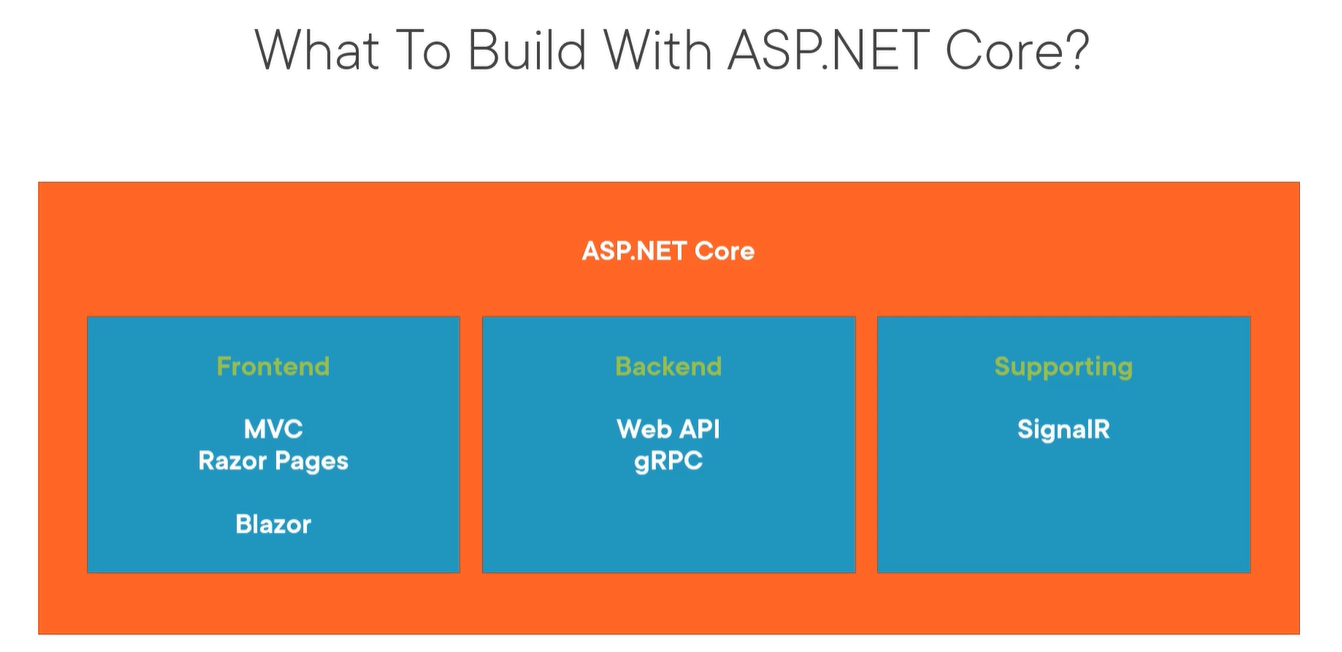 What To Build With ASP.NET Core?
ASP.NET Core
Frontend
MVC
Razor Pages
Blazor
Backend
Web API
gRPC
Supporting
SignalR